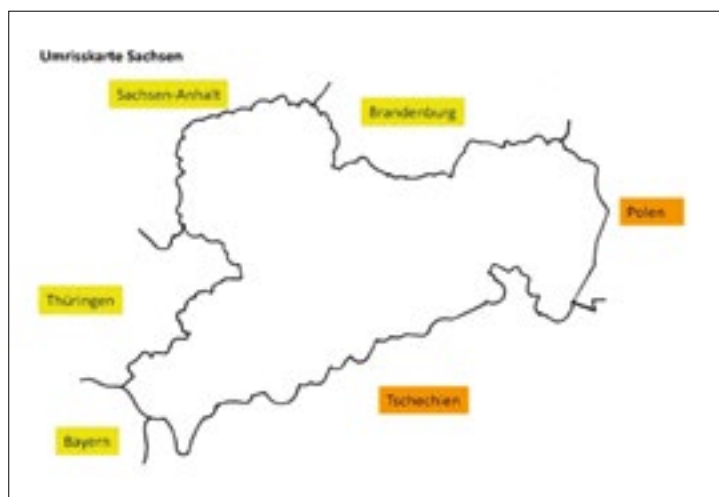 Umrisskarte Sachsen
Sachsen-Anhalt
Brandenburg
Polen
Thüringen
Tschechien
Bayern